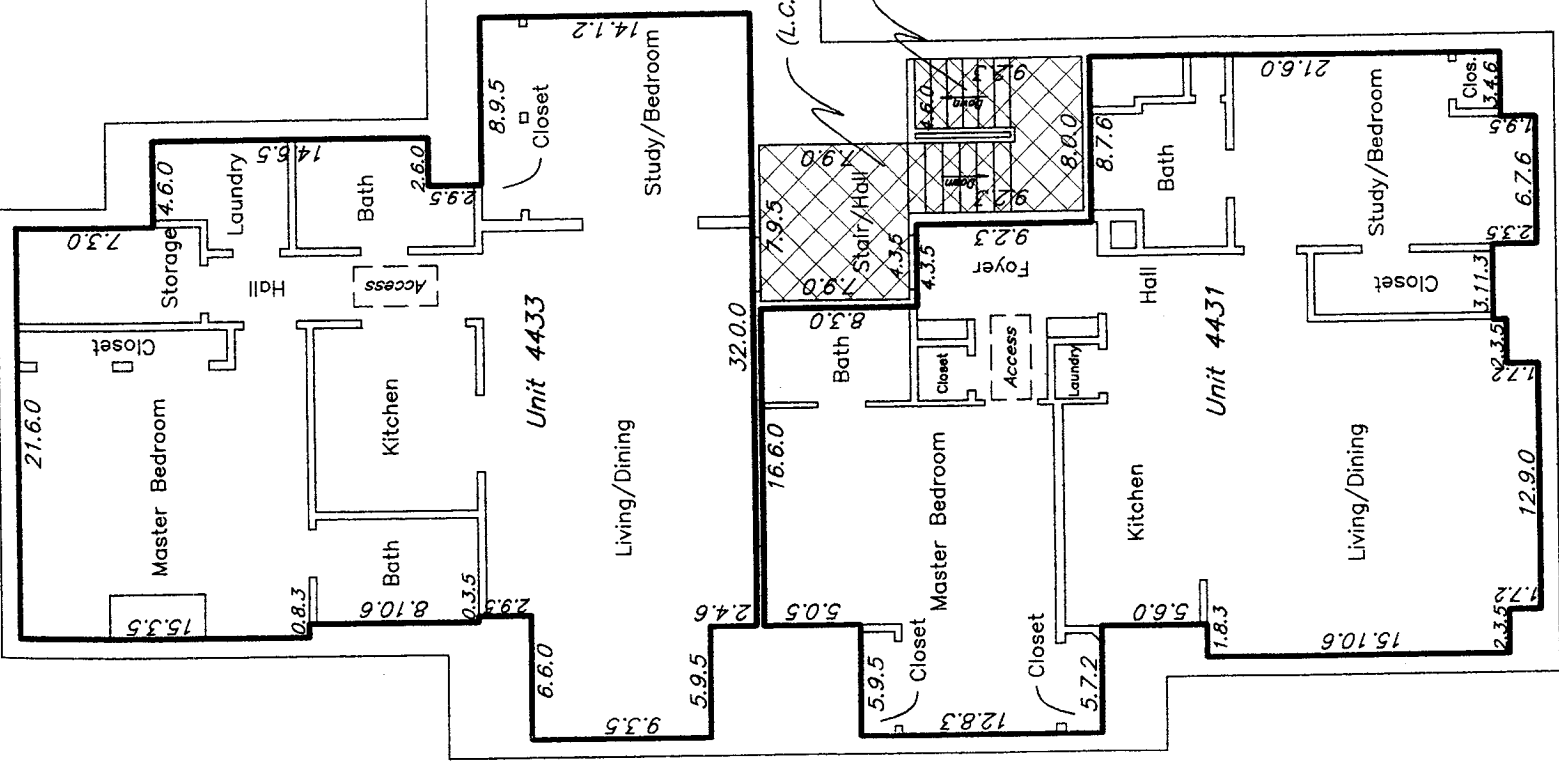 14.1.2
8.9.5
Closet
Study/Bedroom
14.6.5
2.6.0
2.9.5
4.6.0
Laundry
Bath
7.3.0
Storage
Hall
Access
Closet
21.6.0
Master Bedroom
Kitchen
Unit 4433
32.0.0
Living/Dining
Bath
15.3.5
0.8.3
8.10.6
0.3.5
6.6.0
9.3.5
5.9.5
2.4.6
(L.C.
7.9.0
7.9.5
Stair/Hall
7.9.0
4.6.0
Down
Down
8.0.0
4.3.5
4.3.5
9.2.3
Foyer
8.3.0
Bath
Closet
Access
Laundry
16.6.0
Master Bedroom
5.0.5
5.9.5
Closet
12.8.3
Closet
5.7.2
5.6.0
1.8.3
Kitchen
Unit 4431
Hall
8.7.6
Bath
21.6.0
Study/Bedroom
Clos.
3.4.6
1.9.5
6.7.6
2.3.5
Closet
3.11.3
2.3.5
1.7.2
12.9.0
Living/Dining
15.10.6
2.3.5
1.7.2